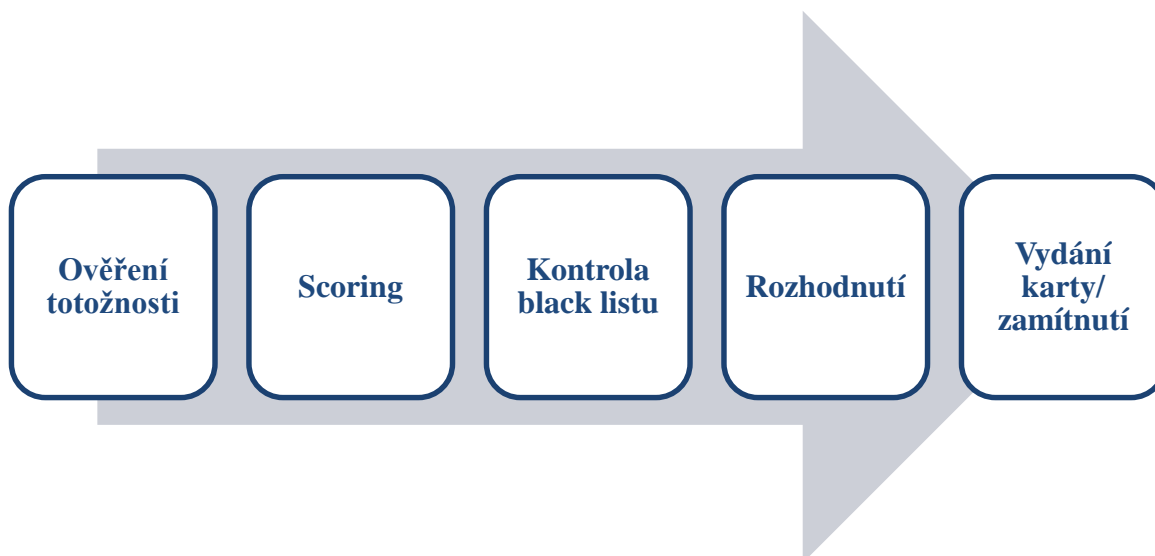 Ověření
totožnosti
Scoring
Kontrola
black listu
Rozhodnutí
Vydání
karty/
zamítnutí